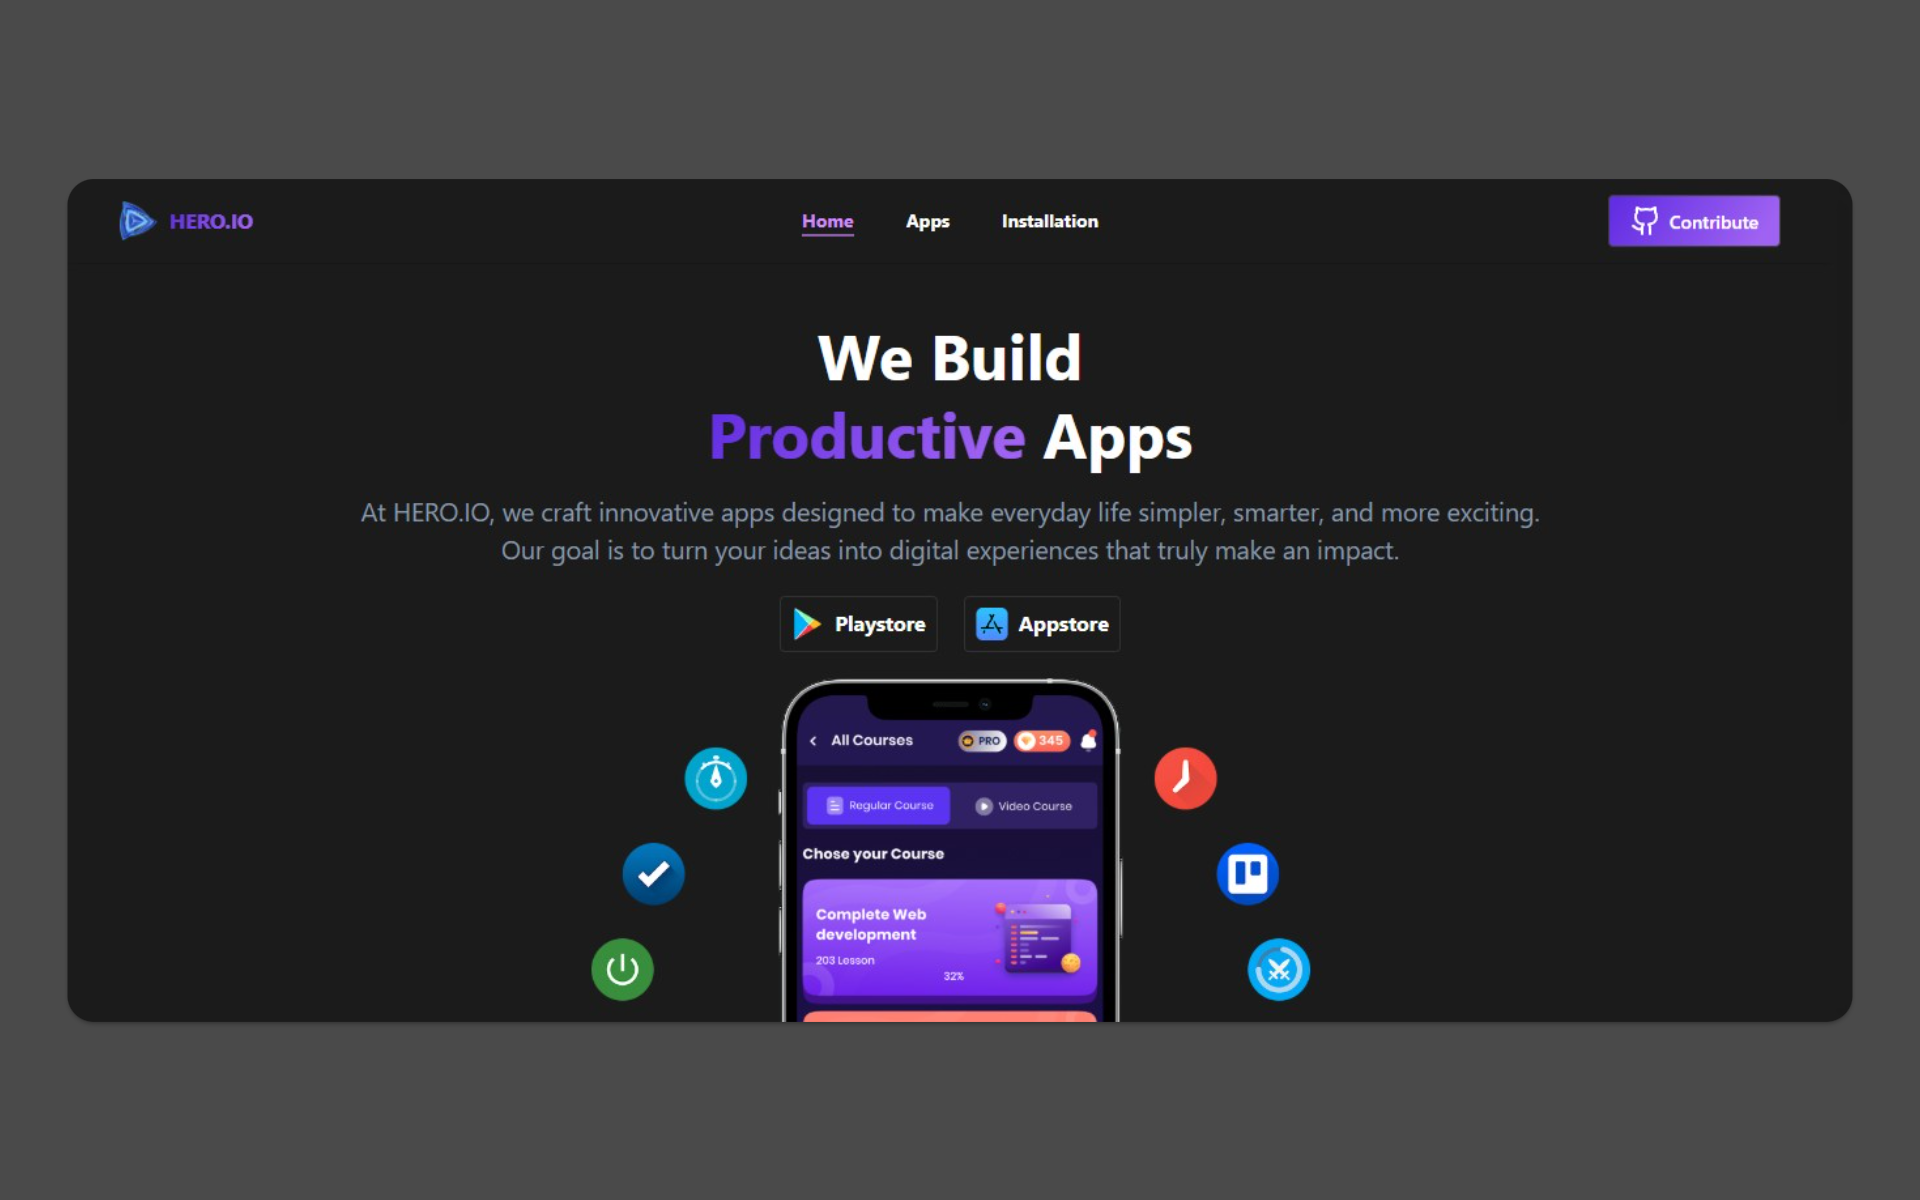 HERO.IO
Home
Apps
Installation
Contribute
We Build
Productive Apps
At HERO.IO, we craft innovative apps designed to make everyday life simpler, smarter, and more exciting.
Our goal is to turn your ideas into digital experiences that truly make an impact.
Playstore
Appstore
All Courses
PRO
345
Regular Course
Video Course
Chose your Course
Complete Web
development
203 Lesson
32%